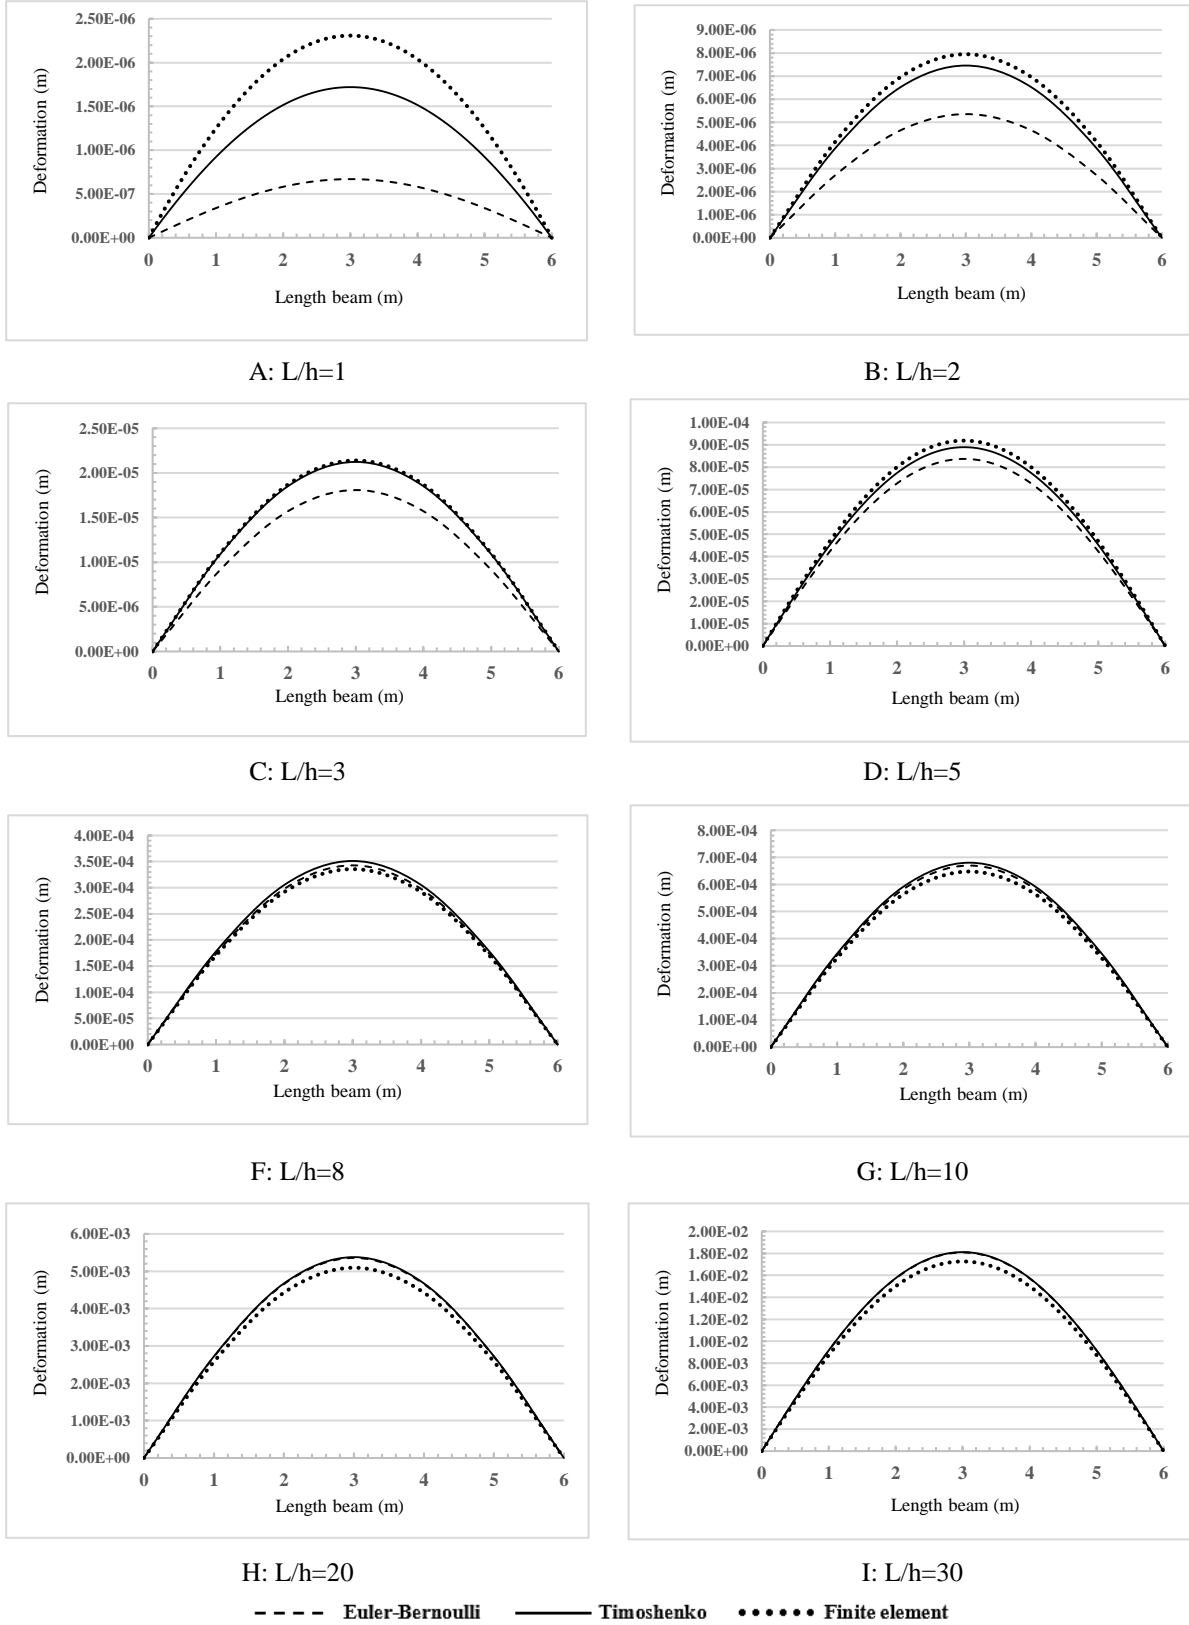 Deformation (m)
2.50E-06
2.00E-06
1.50E-06
1.00E-06
5.00E-07
0.00E+00
0 1 2 3 4 5 6
Length beam (m)
A: L/h=1
Deformation (m)
9.00E-06
8.00E-06
7.00E-06
6.00E-06
5.00E-06
4.00E-06
3.00E-06
2.00E-06
1.00E-06
0.00E+00
0 1 2 3 4 5 6
Length beam (m)
B: L/h=2
Deformation (m)
2.50E-05
2.00E-05
1.50E-05
1.00E-05
5.00E-06
0.00E+00
0 1 2 3 4 5 6
Length beam (m)
C: L/h=3
Deformation (m)
1.00E-04
9.00E-05
8.00E-05
7.00E-05
6.00E-05
5.00E-05
4.00E-05
3.00E-05
2.00E-05
1.00E-05
0.00E+00
0 1 2 3 4 5 6
Length beam (m)
D: L/h=5
Deformation (m)
4.00E-04
3.50E-04
3.00E-04
2.50E-04
2.00E-04
1.50E-04
1.00E-04
5.00E-05
0.00E+00
0 1 2 3 4 5 6
Length beam (m)
F: L/h=8
Deformation (m)
8.00E-04
7.00E-04
6.00E-04
5.00E-04
4.00E-04
3.00E-04
2.00E-04
1.00E-04
0.00E+00
0 1 2 3 4 5 6
Length beam (m)
G: L/h=10
Deformation (m)
6.00E-03
5.00E-03
4.00E-03
3.00E-03
2.00E-03
1.00E-03
0.00E+00
0 1 2 3 4 5 6
Length beam (m)
H: L/h=20
Deformation (m)
2.00E-02
1.80E-02
1.60E-02
1.40E-02
1.20E-02
1.00E-02
8.00E-03
6.00E-03
4.00E-03
2.00E-03
0.00E+00
0 1 2 3 4 5 6
Length beam (m)
I: L/h=30
Euler-Bernoulli Timoshenko Finite element